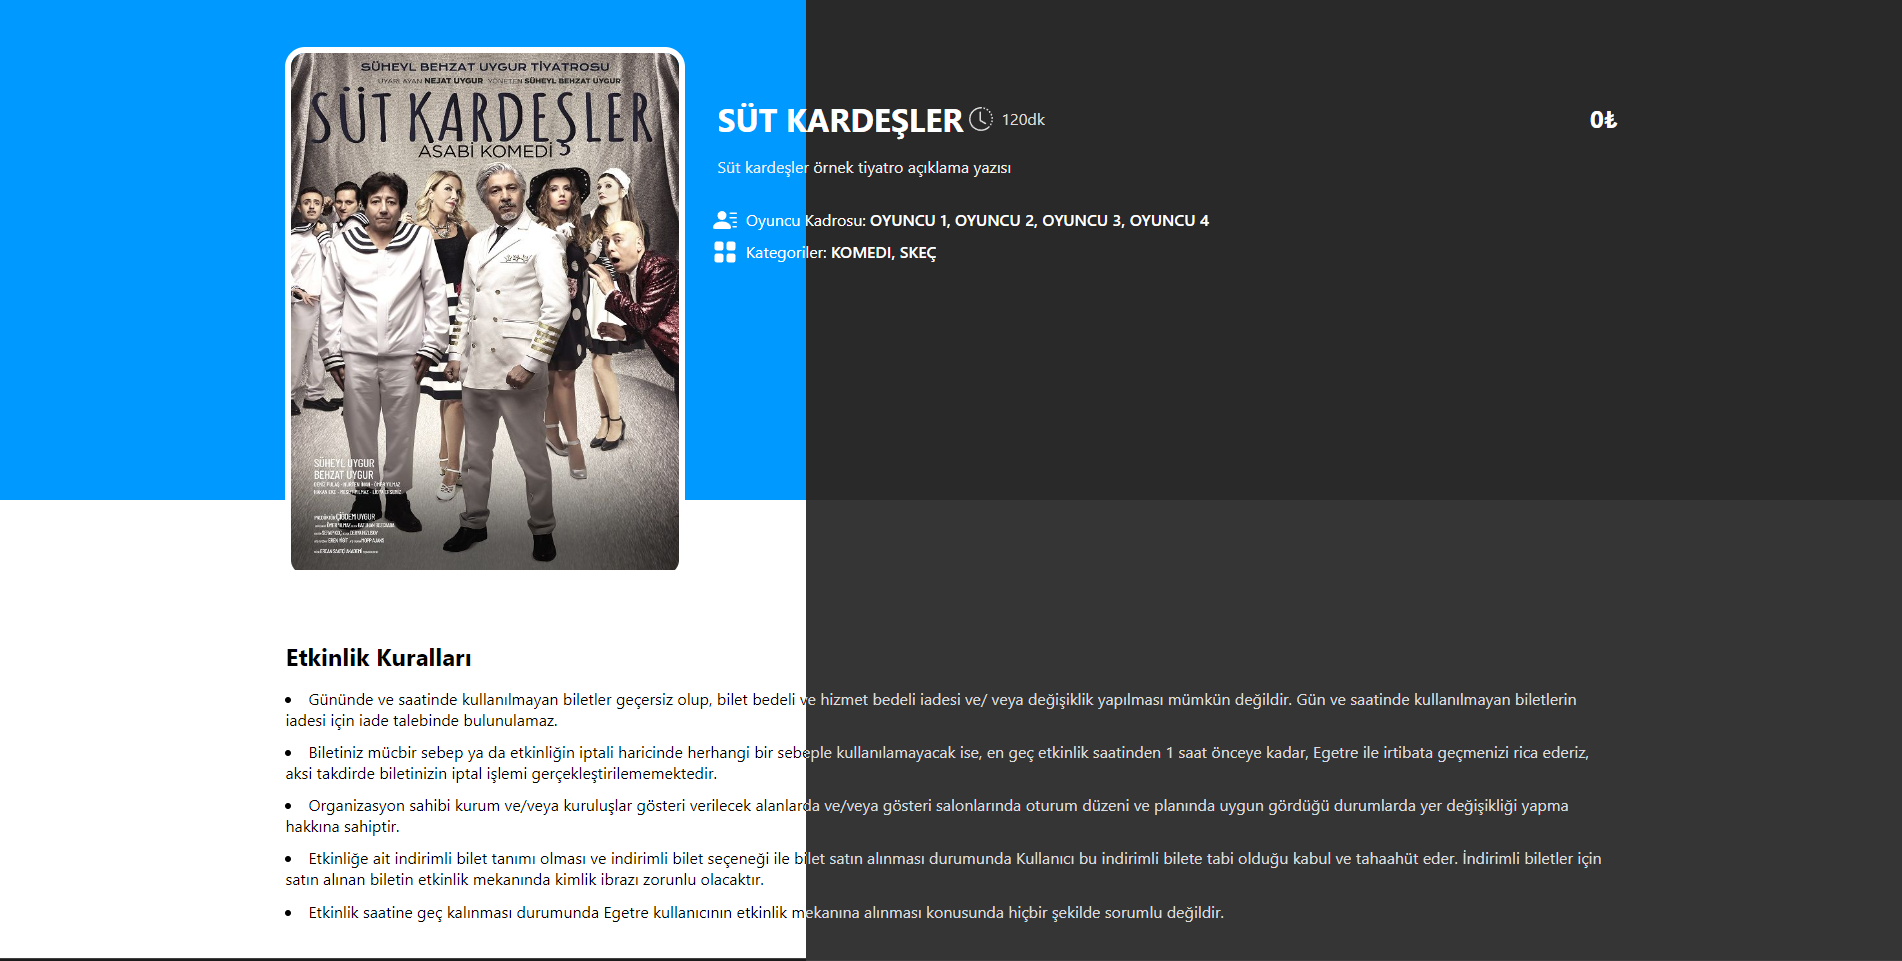 SÜHEYL BEHZAT UYGUR TİYATROSU
UYARLAYAN NEJAT UYGUR YÖNETEN SÜHEYL BEHZAT UYGUR
SÜT KARDEŞLER
ASABİ KOMEDİ
SÜHEYL UYGUR
BEHZAT UYGUR
ÇİĞDEM UYGUR
SÜT KARDEŞLER 120dk
0₺
Süt kardeşler örnek tiyatro açıklama yazısı
Oyuncu Kadrosu: OYUNCU 1, OYUNCU 2, OYUNCU 3, OYUNCU 4
Kategoriler: KOMEDI, SKEÇ
Etkinlik Kuralları
• Gününde ve saatinde kullanılmayan biletler geçersiz olup, bilet bedeli ve hizmet bedeli iadesi ve/ veya değişiklik yapılması mümkün değildir. Gün ve saatinde kullanılmayan biletlerin
iadesi için iade talebinde bulunulamaz.
• Biletiniz mücbir sebep ya da etkinliğin iptali haricinde herhangi bir sebeple kullanılamayacak ise, en geç etkinlik saatinden 1 saat önceye kadar, Egetre ile irtibata geçmenizi rica ederiz,
aksi takdirde biletinizin iptal işlemi gerçekleştirilememektedir.
• Organizasyon sahibi kurum ve/veya kuruluşlar gösteri verilecek alanlarda ve/veya gösteri salonlarında oturum düzeni ve planında uygun gördüğü durumlarda yer değişikliği yapma
hakkına sahiptir.
• Etkinliğe ait indirimli bilet tanımı olması ve indirimli bilet seçeneği ile bilet satın alınması durumunda Kullanıcı bu indirimli bilete tabi olduğu kabul ve tahaahüt eder. İndirimli biletler için
satın alınan biletin etkinlik mekanında kimlik ibrazı zorunlu olacaktır.
• Etkinlik saatine geç kalınması durumunda Egetre kullanıcının etkinlik mekanına alınması konusunda hiçbir şekilde sorumlu değildir.